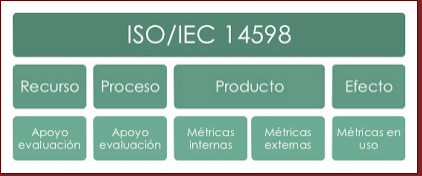 ISO/IEC 14598
Recurso
Proceso
Producto
Efecto
Apoyo
evaluación
Apoyo
evaluación
Métricas
internas
Métricas
externas
Métricas en
uso